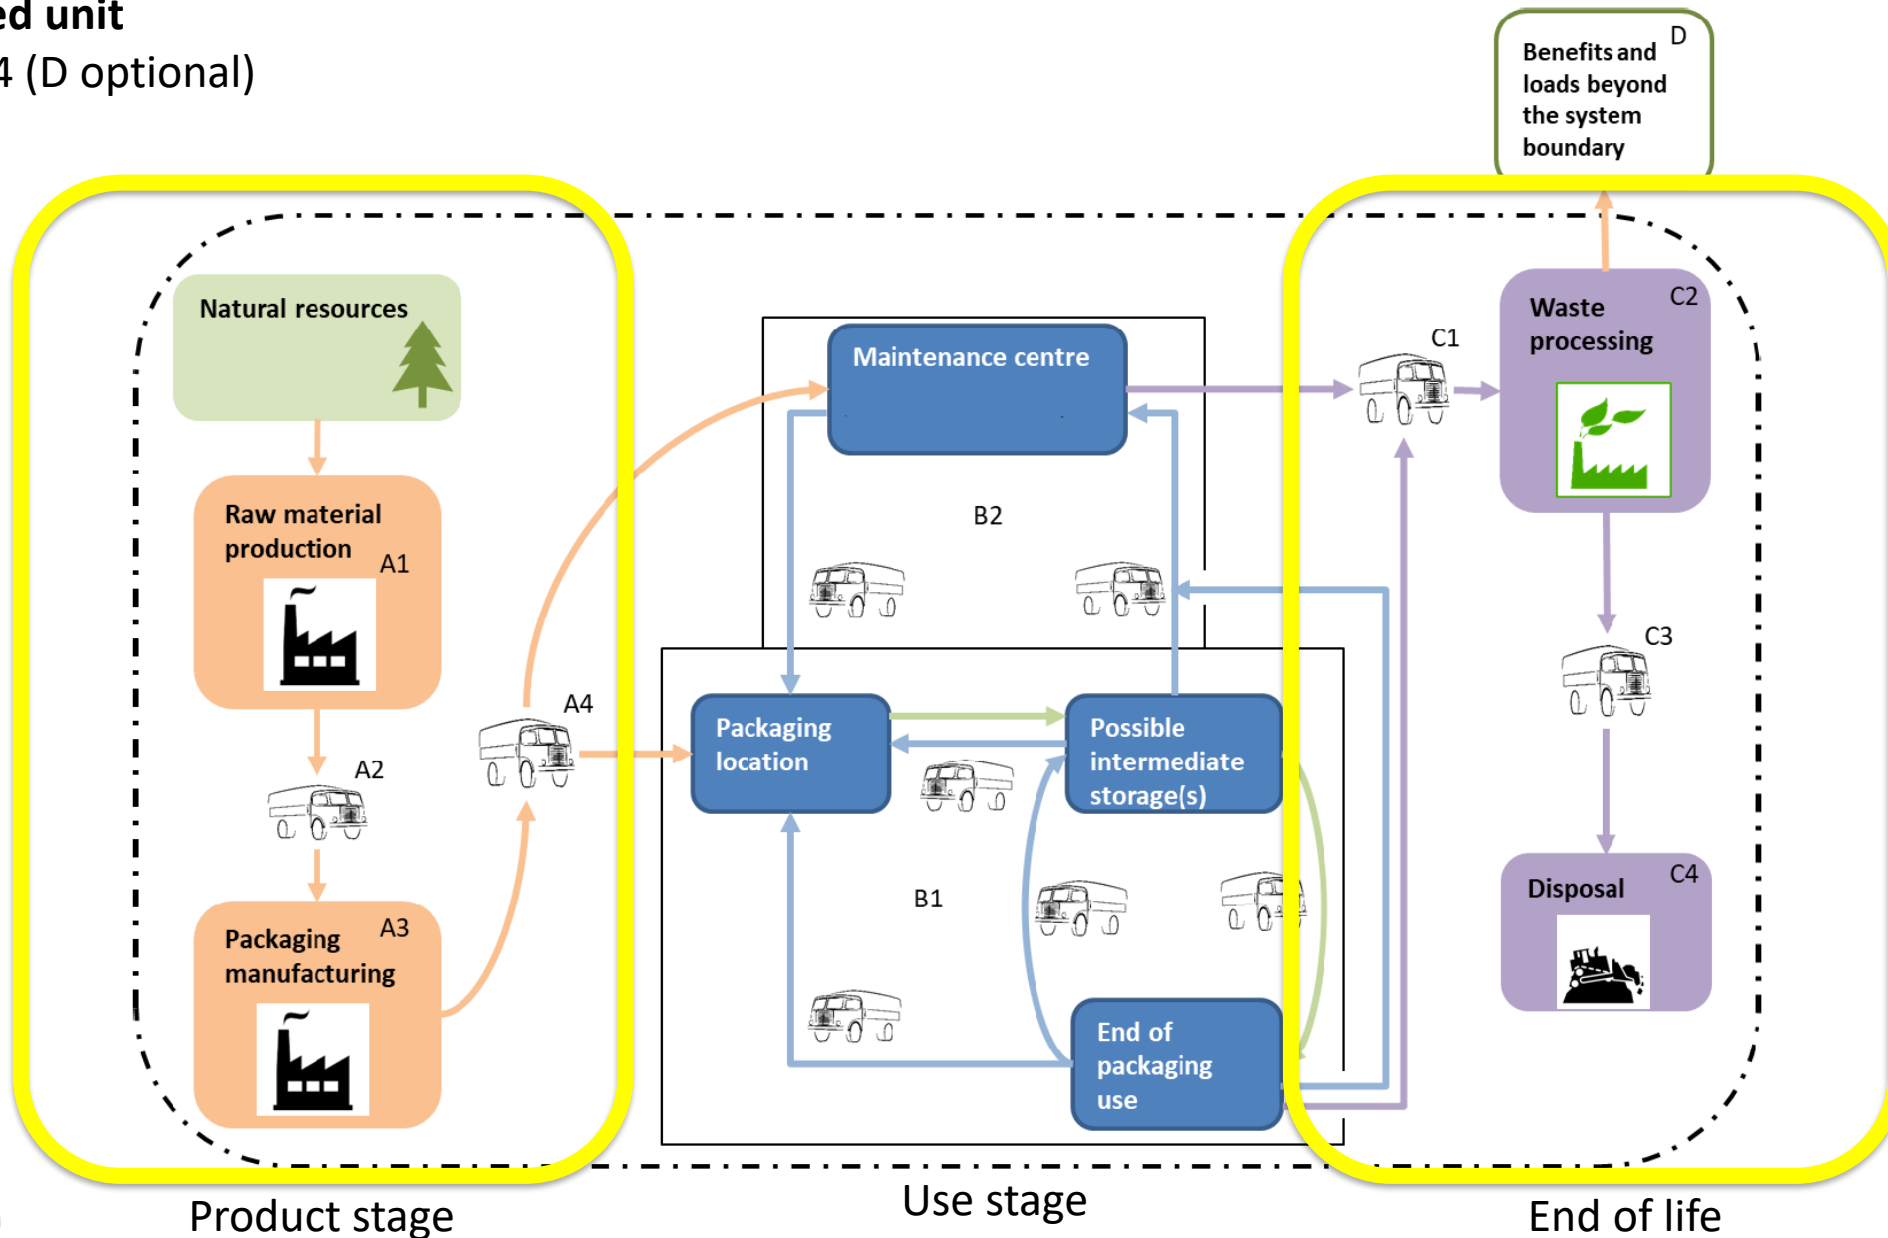 ed unit
4 (D optional)
D
Benefits and
loads beyond
the system
boundary
Natural resources
Raw material
production
A1
A2
Packaging
manufacturing
A3
A4
Product stage
Maintenance centre
B2
Packaging
location
Possible
intermediate
storage(s)
B1
End of
packaging
use
Use stage
C1
Waste
processing
C2
C3
Disposal
C4
End of life